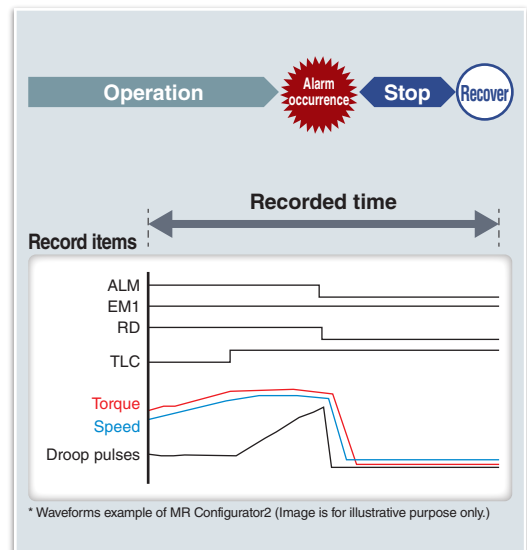 Operation
Alarm
occurrence
Stop
Recover
Recorded time
Record items
ALM
EM1
RD
TLC
Torque
Speed
Droop pulses
* Waveforms example of MR Configurator2 (Image is for illustrative purpose only.)